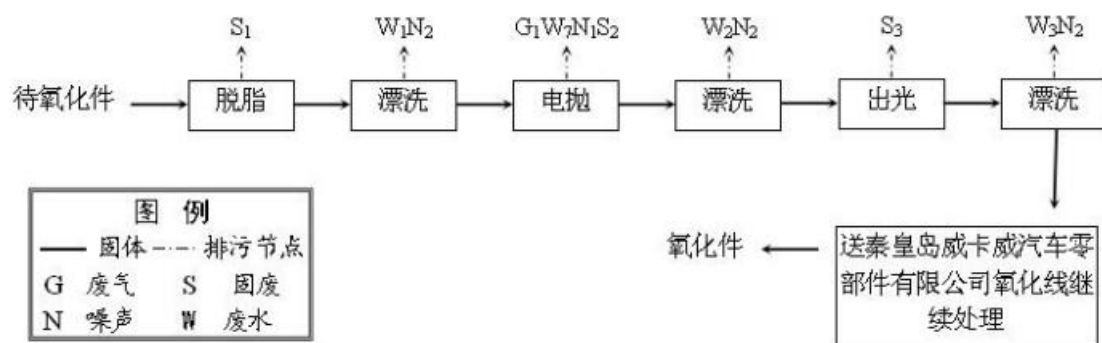 S₁ W₁N₂ G₁W₇N₁S₂ W₂N₂ S₃ W₃N₂
待氧化件 脱脂 漂洗 电抛 漂洗 出光 漂洗
图 例
固体 排污节点
G 废气 S 固废
N 噪声 W 废水
氧化件
送秦皇岛威卡威汽车零
部件有限公司氧化线继
续处理